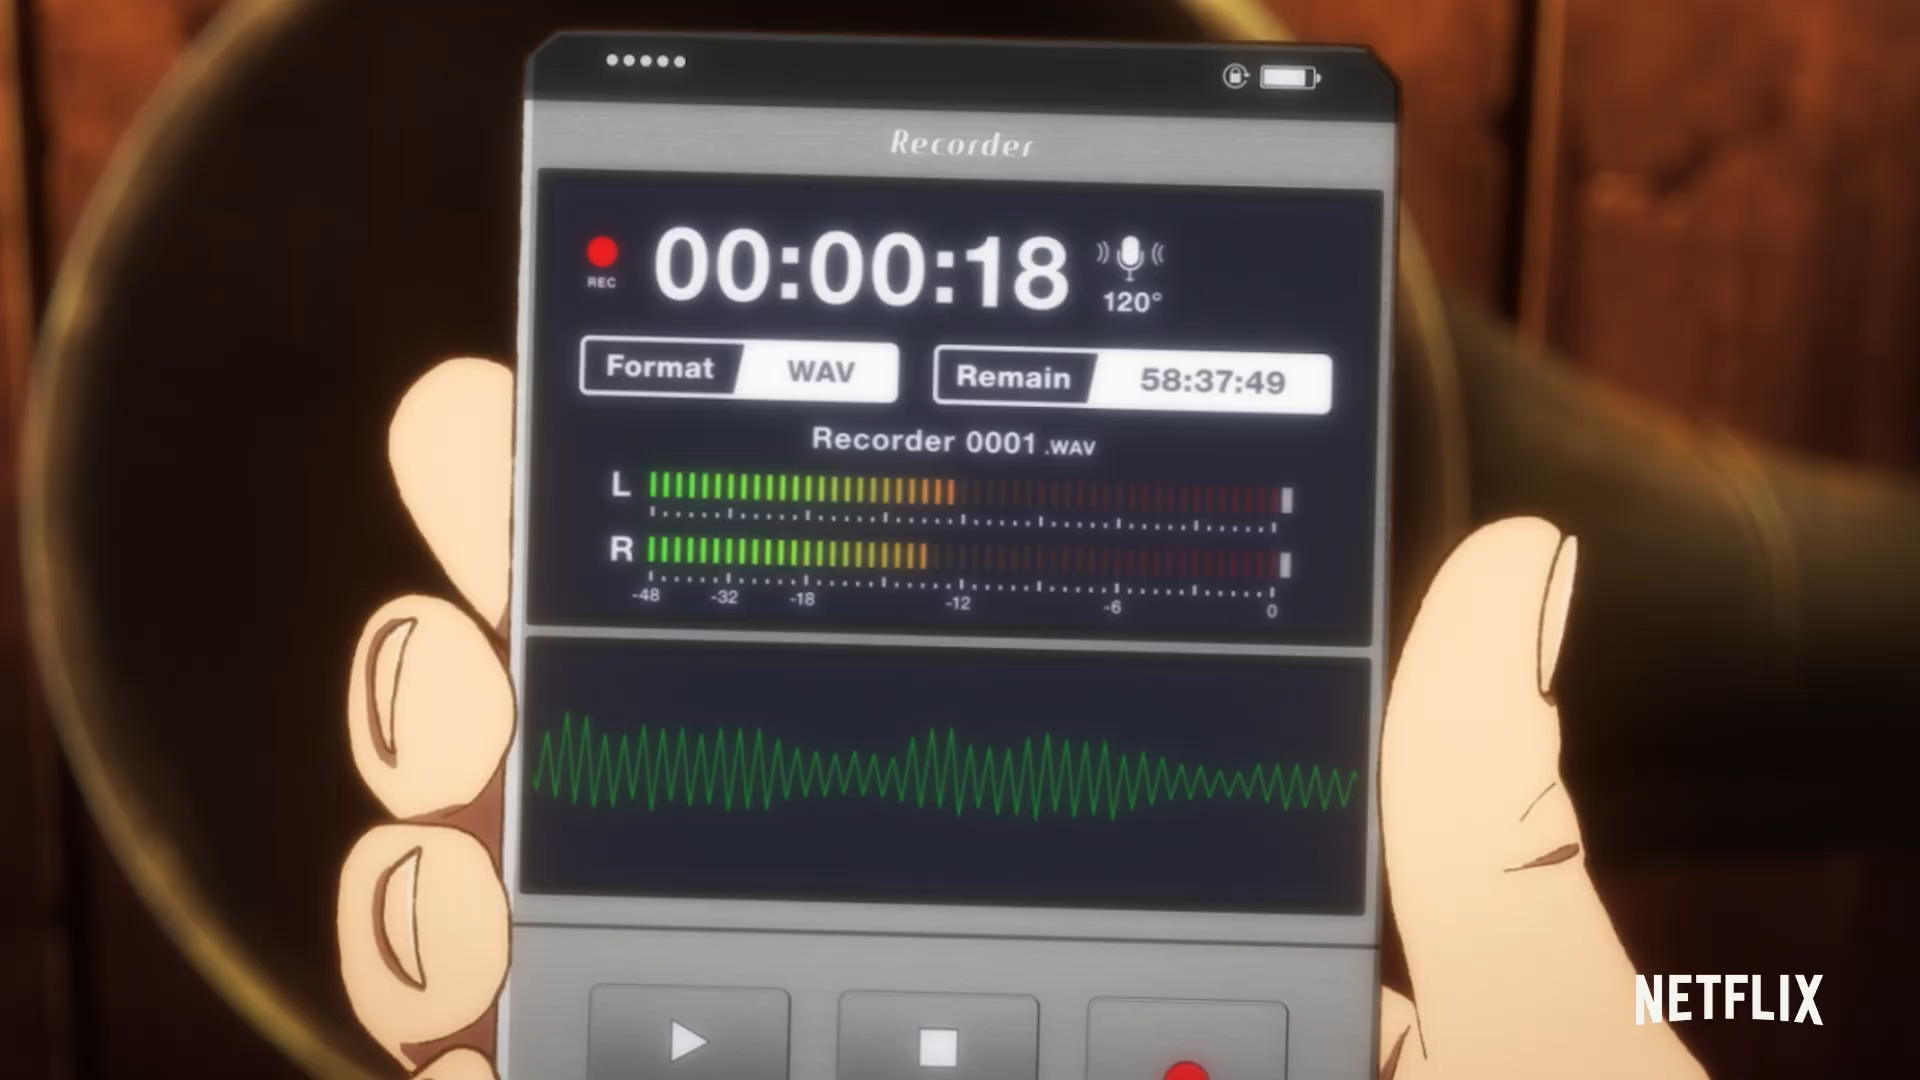 Recorder
REC 00:00:18
120°
Format WAV Remain 58:37:49
Recorder 0001.WAV
L
R
-48 -32 -18 -12 -6 0
NETFLIX